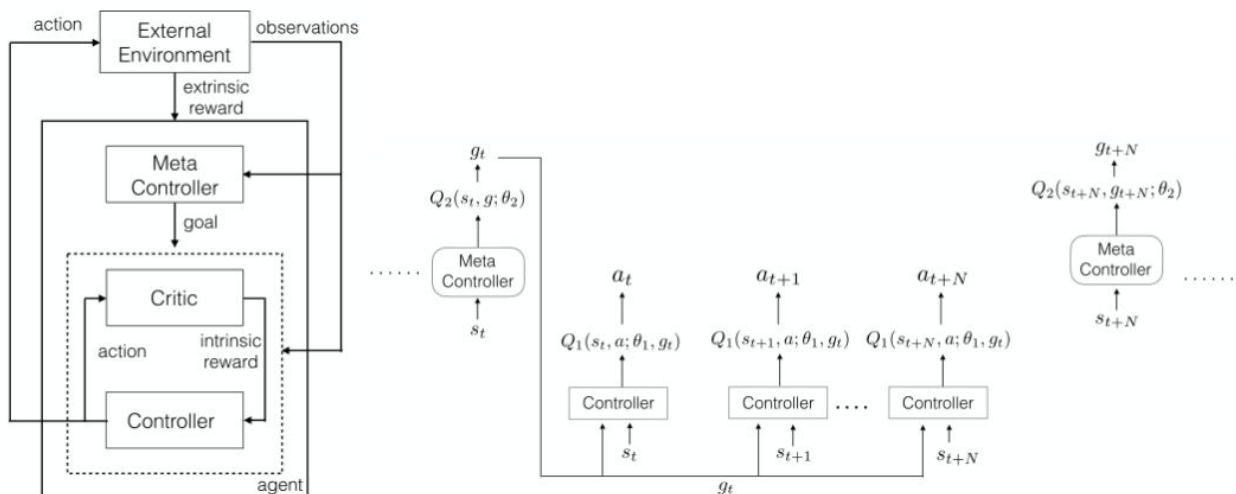 action
External
Environment
observations
extrinsic
reward
Meta
Controller
goal
Critic
action
intrinsic
reward
Controller
agent
g_t
Q_2(s_t, g; θ_2)
Meta
Controller
s_t
......
a_t
Q_1(s_t, a; θ_1, g_t)
Controller
s_t
a_{t+1}
Q_1(s_{t+1}, a; θ_1, g_t)
Controller
s_{t+1}
....
a_{t+N}
Q_1(s_{t+N}, a; θ_1, g_t)
Controller
s_{t+N}
g_t
g_{t+N}
Q_2(s_{t+N}, g_{t+N}; θ_2)
Meta
Controller
s_{t+N}
......